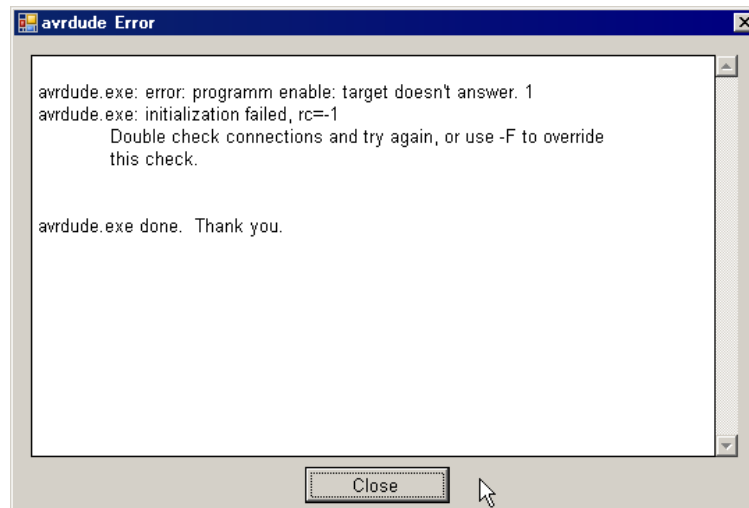 avrdude Error
avrdude.exe: error: programm enable: target doesn't answer. 1
avrdude.exe: initialization failed, rc=-1
Double check connections and try again, or use -F to override
this check.
avrdude.exe done.  Thank you.
Close